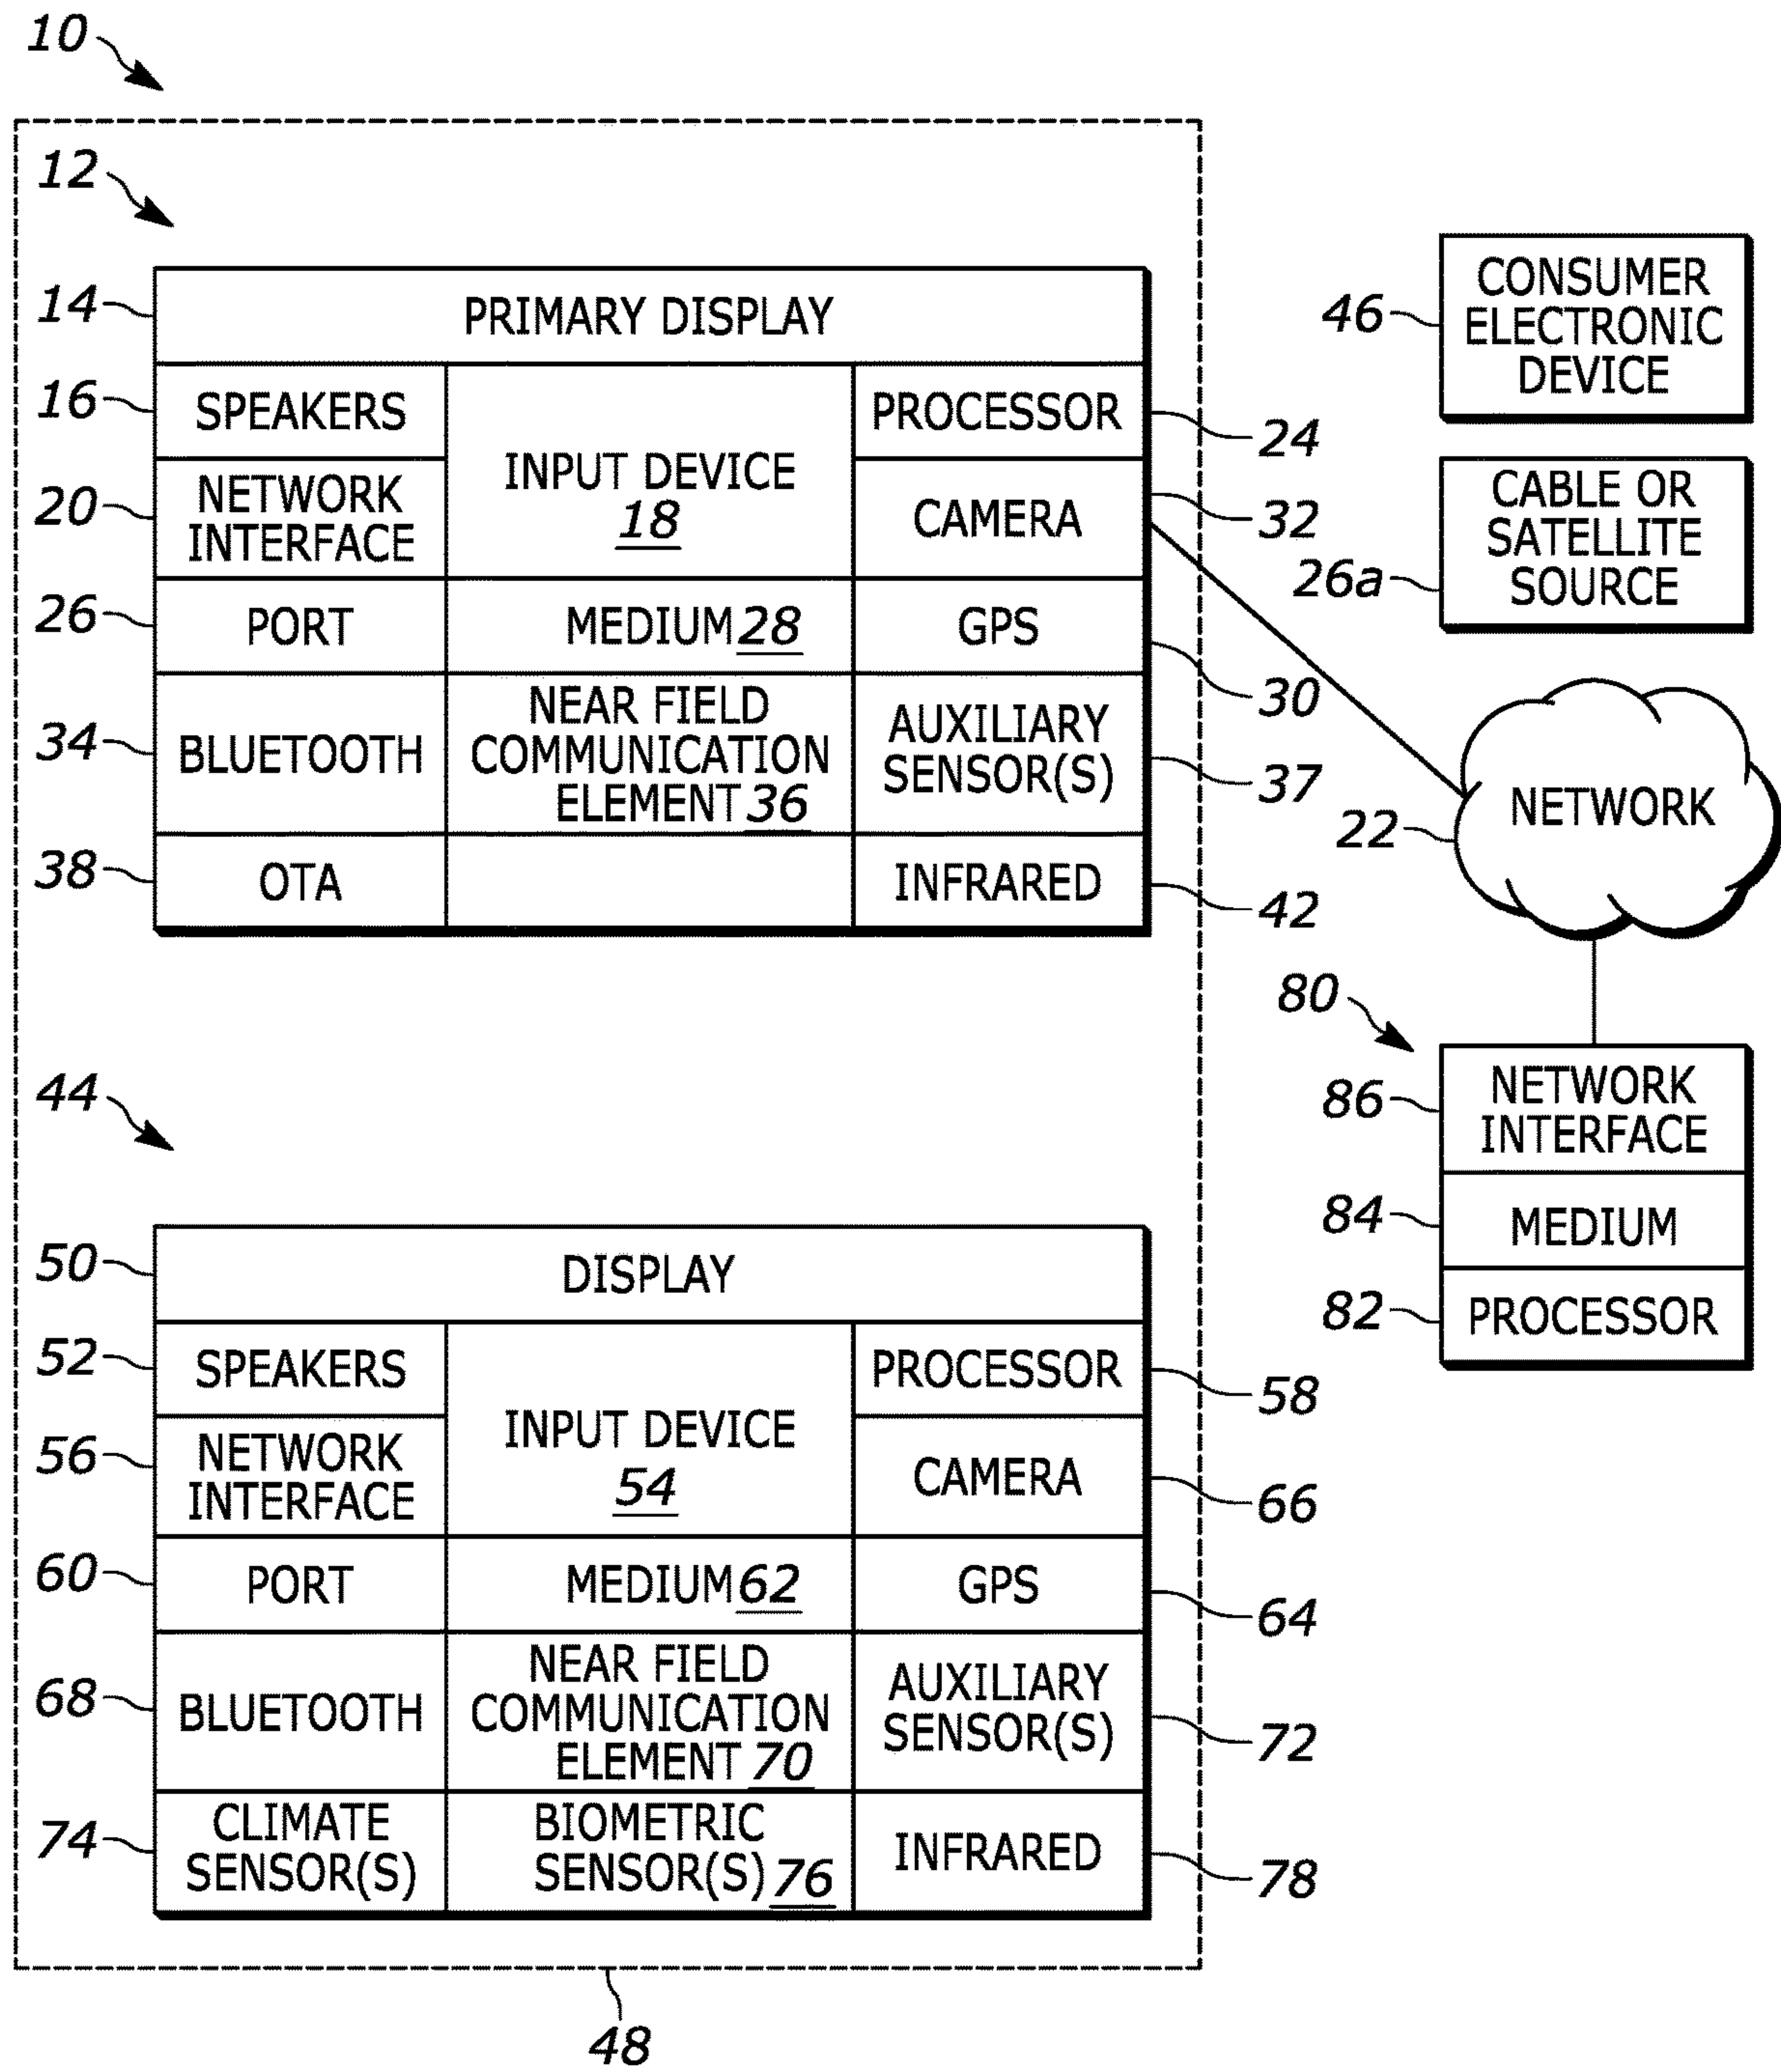 10
12
14
PRIMARY DISPLAY
16
SPEAKERS
INPUT DEVICE
18
PROCESSOR
24
20
NETWORK
INTERFACE
CAMERA
32
26
PORT
MEDIUM 28
GPS
30
34
BLUETOOTH
NEAR FIELD
COMMUNICATION
ELEMENT 36
AUXILIARY
SENSOR(S)
37
38
OTA
INFRARED
42
46
CONSUMER
ELECTRONIC
DEVICE
26a
CABLE OR
SATELLITE
SOURCE
22
NETWORK
80
86
NETWORK
INTERFACE
84
MEDIUM
82
PROCESSOR
44
50
DISPLAY
52
SPEAKERS
INPUT DEVICE
54
PROCESSOR
58
56
NETWORK
INTERFACE
CAMERA
66
60
PORT
MEDIUM 62
GPS
64
68
BLUETOOTH
NEAR FIELD
COMMUNICATION
ELEMENT 70
AUXILIARY
SENSOR(S)
72
74
CLIMATE
SENSOR(S)
BIOMETRIC
SENSOR(S) 76
INFRARED
78
48